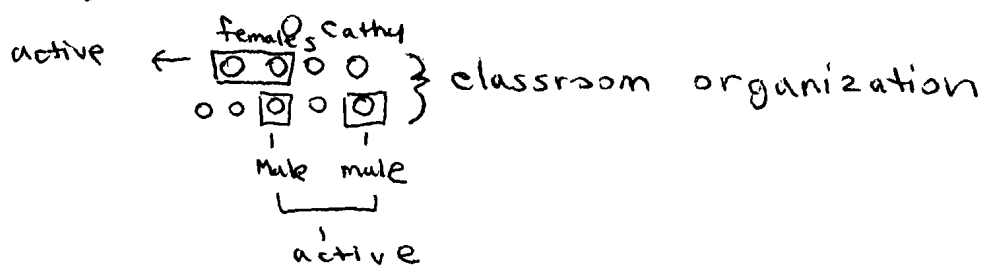 females Cathy
active
classroom organization
Male male
active